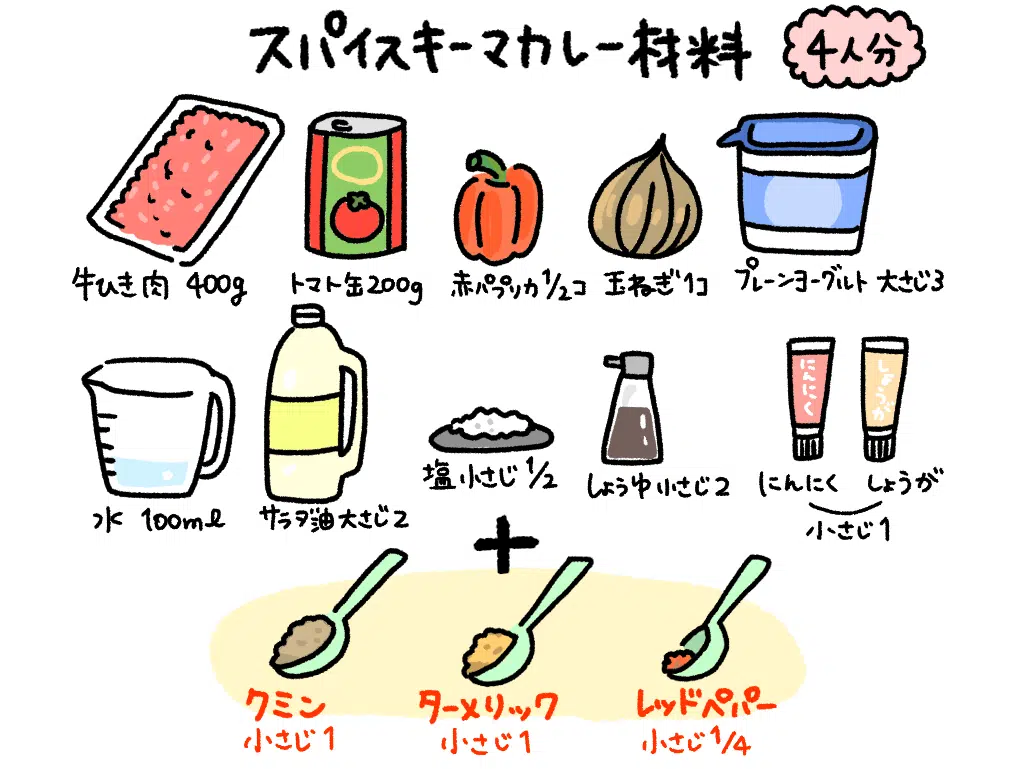 スパイスキーマカレー材料
4人分
牛ひき肉 400g
トマト缶200g
赤パプリカ1/2コ
玉ねぎ1コ
プレーンヨーグルト 大さじ3
にんにく
しょうが
水 100ml
サラダ油大さじ2
塩 小さじ 1/2
しょうゆ小さじ2
にんにく しょうが
小さじ1
+
クミン
小さじ1
ターメリック
小さじ1
レッドペパー
小さじ1/4